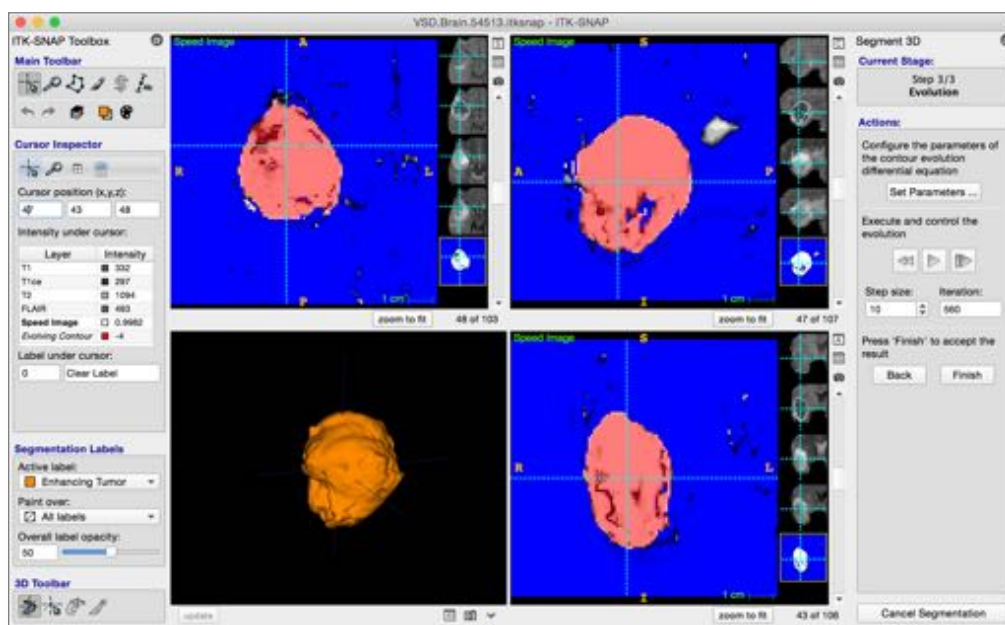 VSD.Brain.54513.itksnap - ITK-SNAP
ITK-SNAP Toolbox
Main Toolbar
Cursor Inspector
Cursor position (x,y,z):
47 43 48
Intensity under cursor:
Layer Intensity
T1 332
T1ce 297
T2 1094
FLAIR 483
Speed Image 0.9982
Evolving Contour -4
Label under cursor:
0 Clear Label
Segmentation Labels
Active label:
Enhancing Tumor
Paint over:
All labels
Overall label opacity:
50
3D Toolbar
Speed Image
A
R
L
P
1 cm
zoom to fit 48 of 103
Speed Image
S
A
P
I
1 cm
zoom to fit 47 of 107
update
Speed Image
S
R
L
I
1 cm
zoom to fit 43 of 106
Segment 3D
Current Stage:
Step 3/3
Evolution
Actions:
Configure the parameters of
the contour evolution
differential equation
Set Parameters ...
Execute and control the
evolution
Step size: Iteration:
10 560
Press 'Finish' to accept the
result
Back Finish
Cancel Segmentation